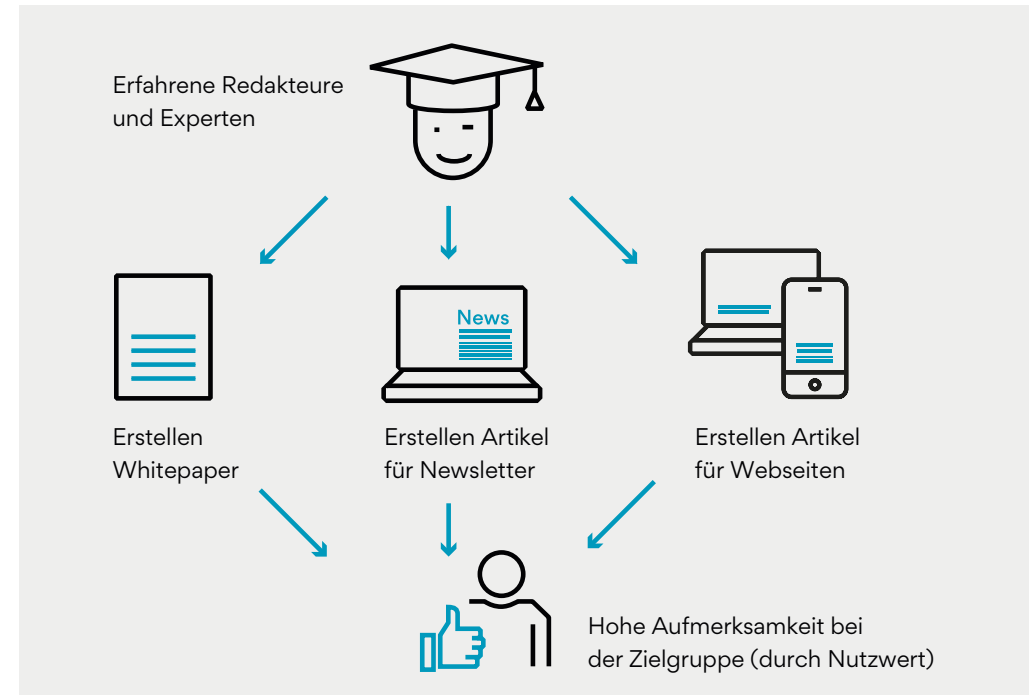 Erfahrene Redakteure
und Experten
News
Erstellen
Whitepaper
Erstellen Artikel
für Newsletter
Erstellen Artikel
für Webseiten
Hohe Aufmerksamkeit bei
der Zielgruppe (durch Nutzwert)